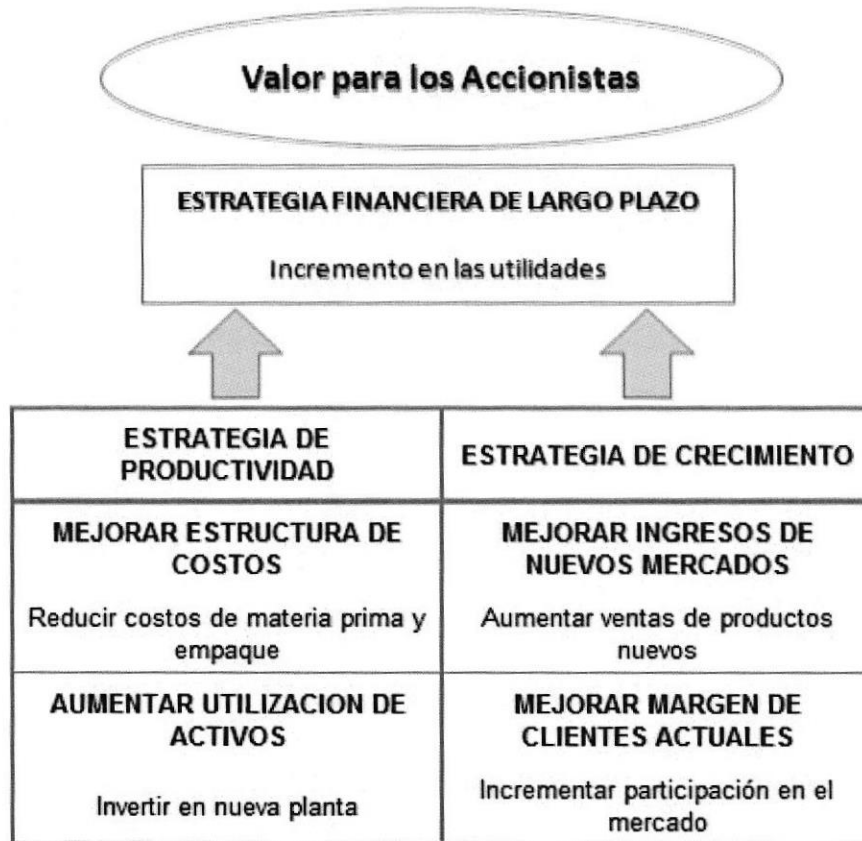 Valor para los Accionistas
ESTRATEGIA FINANCIERA DE LARGO PLAZO
Incremento en las utilidades
ESTRATEGIA DE
PRODUCTIVIDAD
ESTRATEGIA DE CRECIMIENTO
MEJORAR ESTRUCTURA DE
COSTOS
Reducir costos de materia prima y
empaque
MEJORAR INGRESOS DE
NUEVOS MERCADOS
Aumentar ventas de productos
nuevos
AUMENTAR UTILIZACION DE
ACTIVOS
Invertir en nueva planta
MEJORAR MARGEN DE
CLIENTES ACTUALES
Incrementar participación en el
mercado